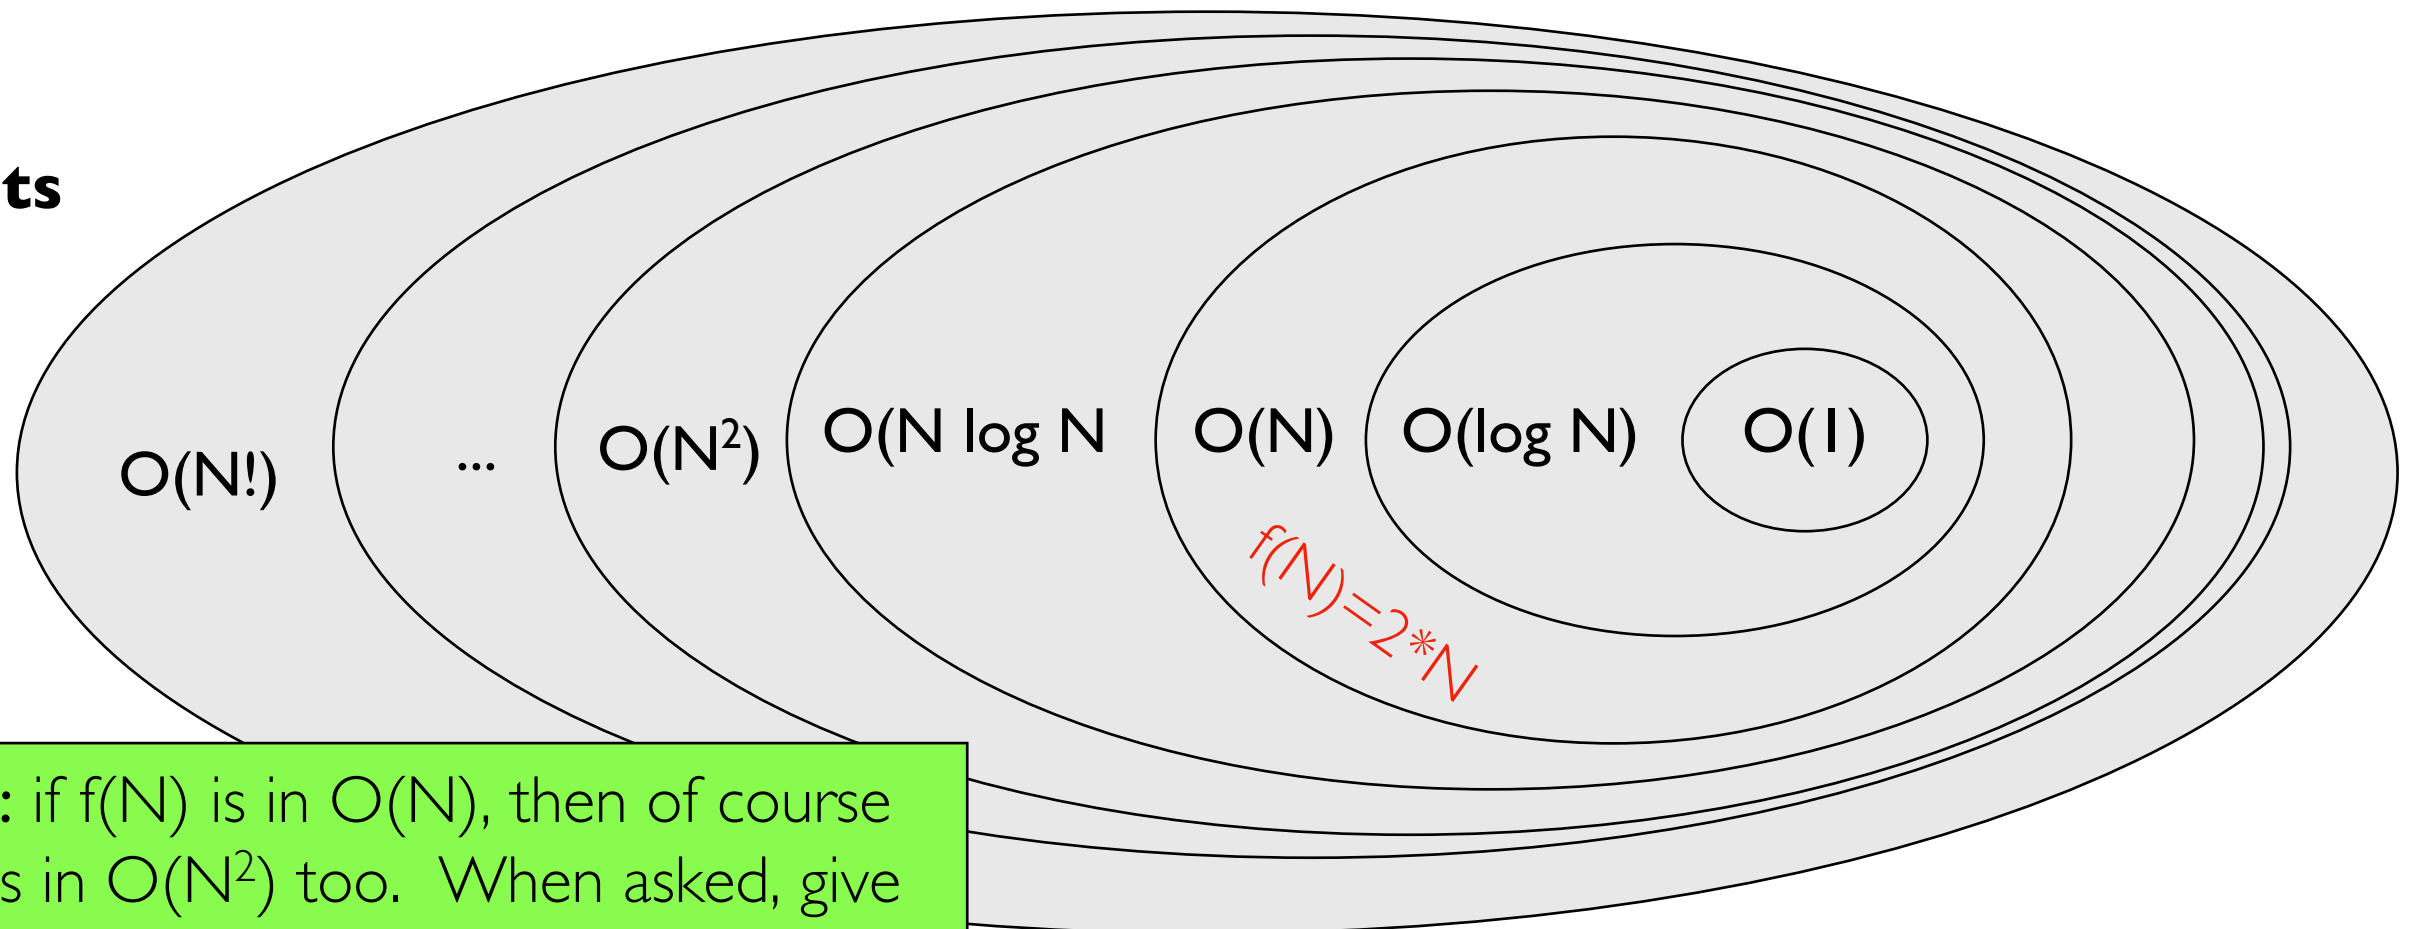 ts
O(N!)
...
O(N²)
O(N log N
O(N)
O(log N)
O(1)
f(N)=2*N
: if f(N) is in O(N), then of course
s in O(N²) too. When asked, give